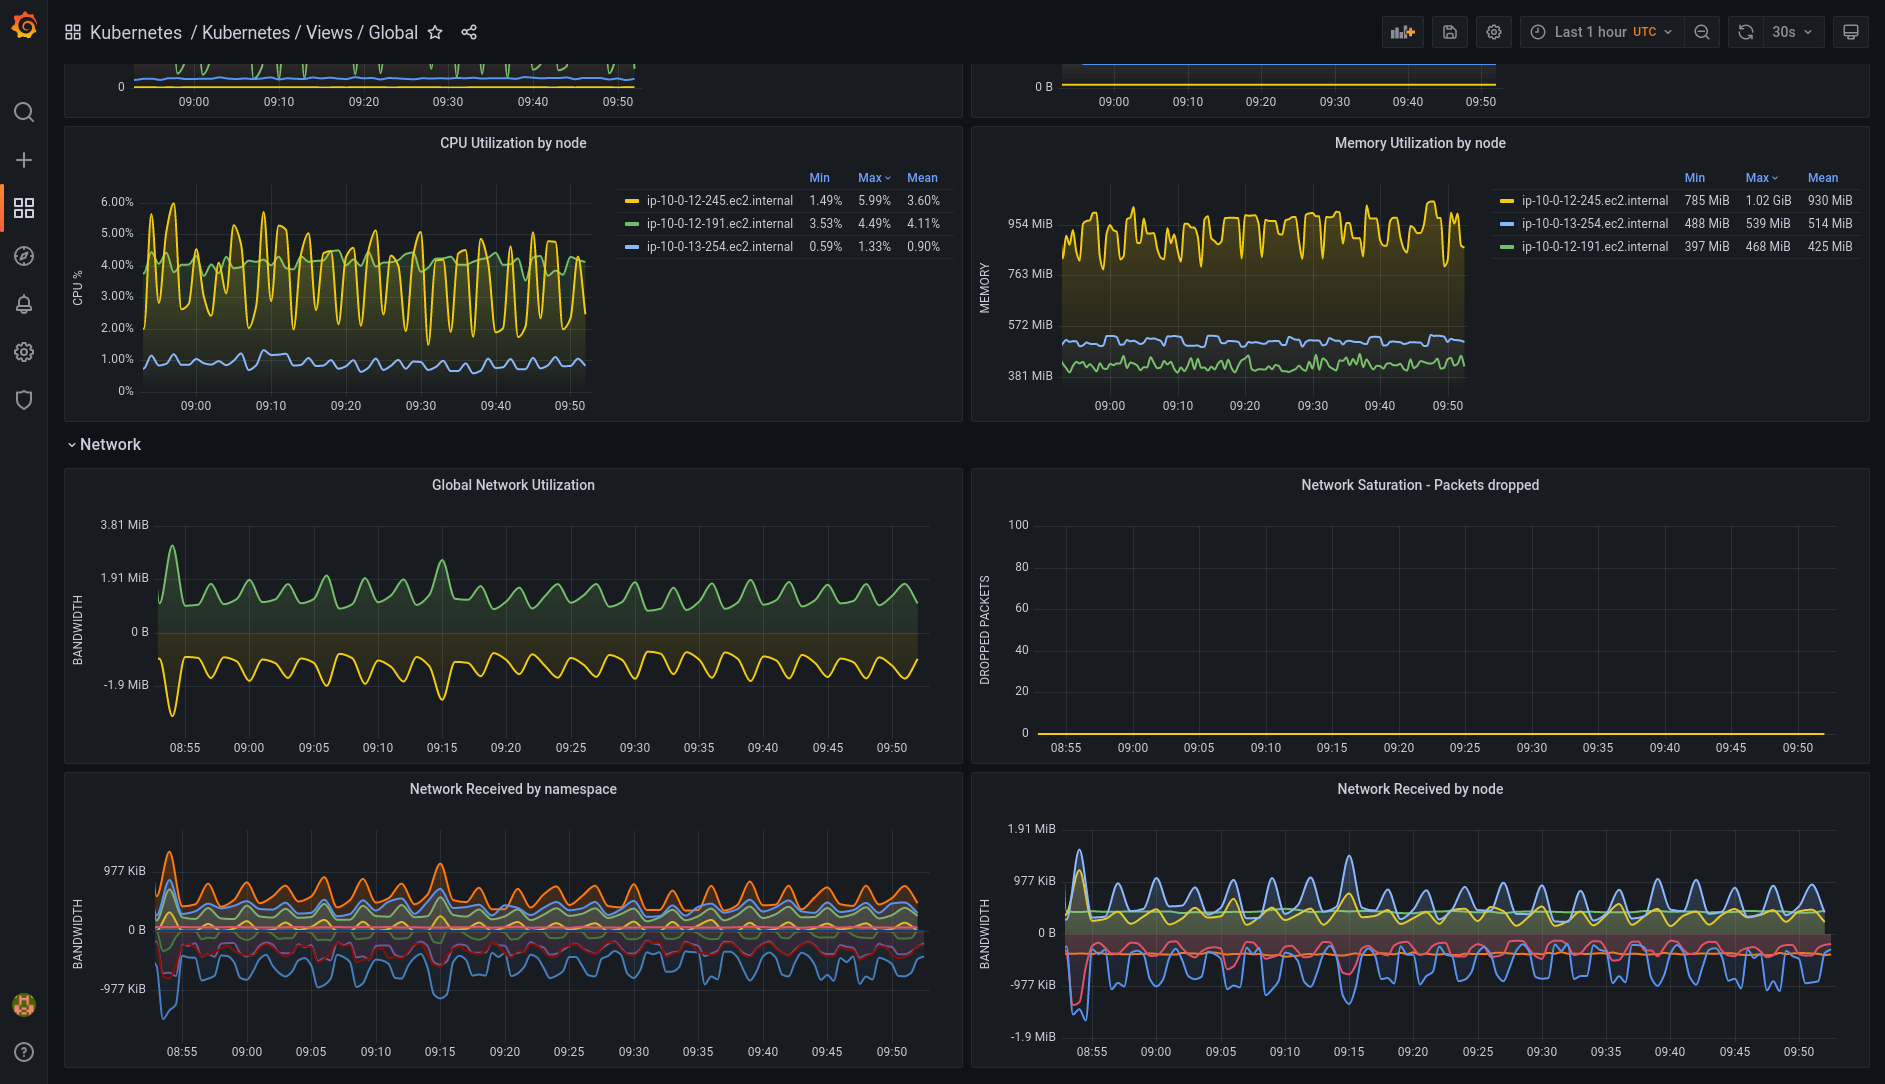 Kubernetes / Kubernetes / Views / Global
Last 1 hour UTC
30s
0
09:00 09:10 09:20 09:30 09:40 09:50
0 B
09:00 09:10 09:20 09:30 09:40 09:50
CPU Utilization by node
CPU %
6.00%
5.00%
4.00%
3.00%
2.00%
1.00%
0%
09:00 09:10 09:20 09:30 09:40 09:50
Min Max Mean
ip-10-0-12-245.ec2.internal 1.49% 5.99% 3.60%
ip-10-0-12-191.ec2.internal 3.53% 4.49% 4.11%
ip-10-0-13-254.ec2.internal 0.59% 1.33% 0.90%
Memory Utilization by node
MEMORY
954 MiB
763 MiB
572 MiB
381 MiB
09:00 09:10 09:20 09:30 09:40 09:50
Min Max Mean
ip-10-0-12-245.ec2.internal 785 MiB 1.02 GiB 930 MiB
ip-10-0-13-254.ec2.internal 488 MiB 539 MiB 514 MiB
ip-10-0-12-191.ec2.internal 397 MiB 468 MiB 425 MiB
Network
Global Network Utilization
BANDWIDTH
3.81 MiB
1.91 MiB
0 B
-1.9 MiB
08:55 09:00 09:05 09:10 09:15 09:20 09:25 09:30 09:35 09:40 09:45 09:50
Network Saturation - Packets dropped
DROPPED PACKETS
100
80
60
40
20
0
08:55 09:00 09:05 09:10 09:15 09:20 09:25 09:30 09:35 09:40 09:45 09:50
Network Received by namespace
BANDWIDTH
977 KiB
0 B
-977 KiB
08:55 09:00 09:05 09:10 09:15 09:20 09:25 09:30 09:35 09:40 09:45 09:50
Network Received by node
BANDWIDTH
1.91 MiB
977 KiB
0 B
-977 KiB
-1.9 MiB
08:55 09:00 09:05 09:10 09:15 09:20 09:25 09:30 09:35 09:40 09:45 09:50